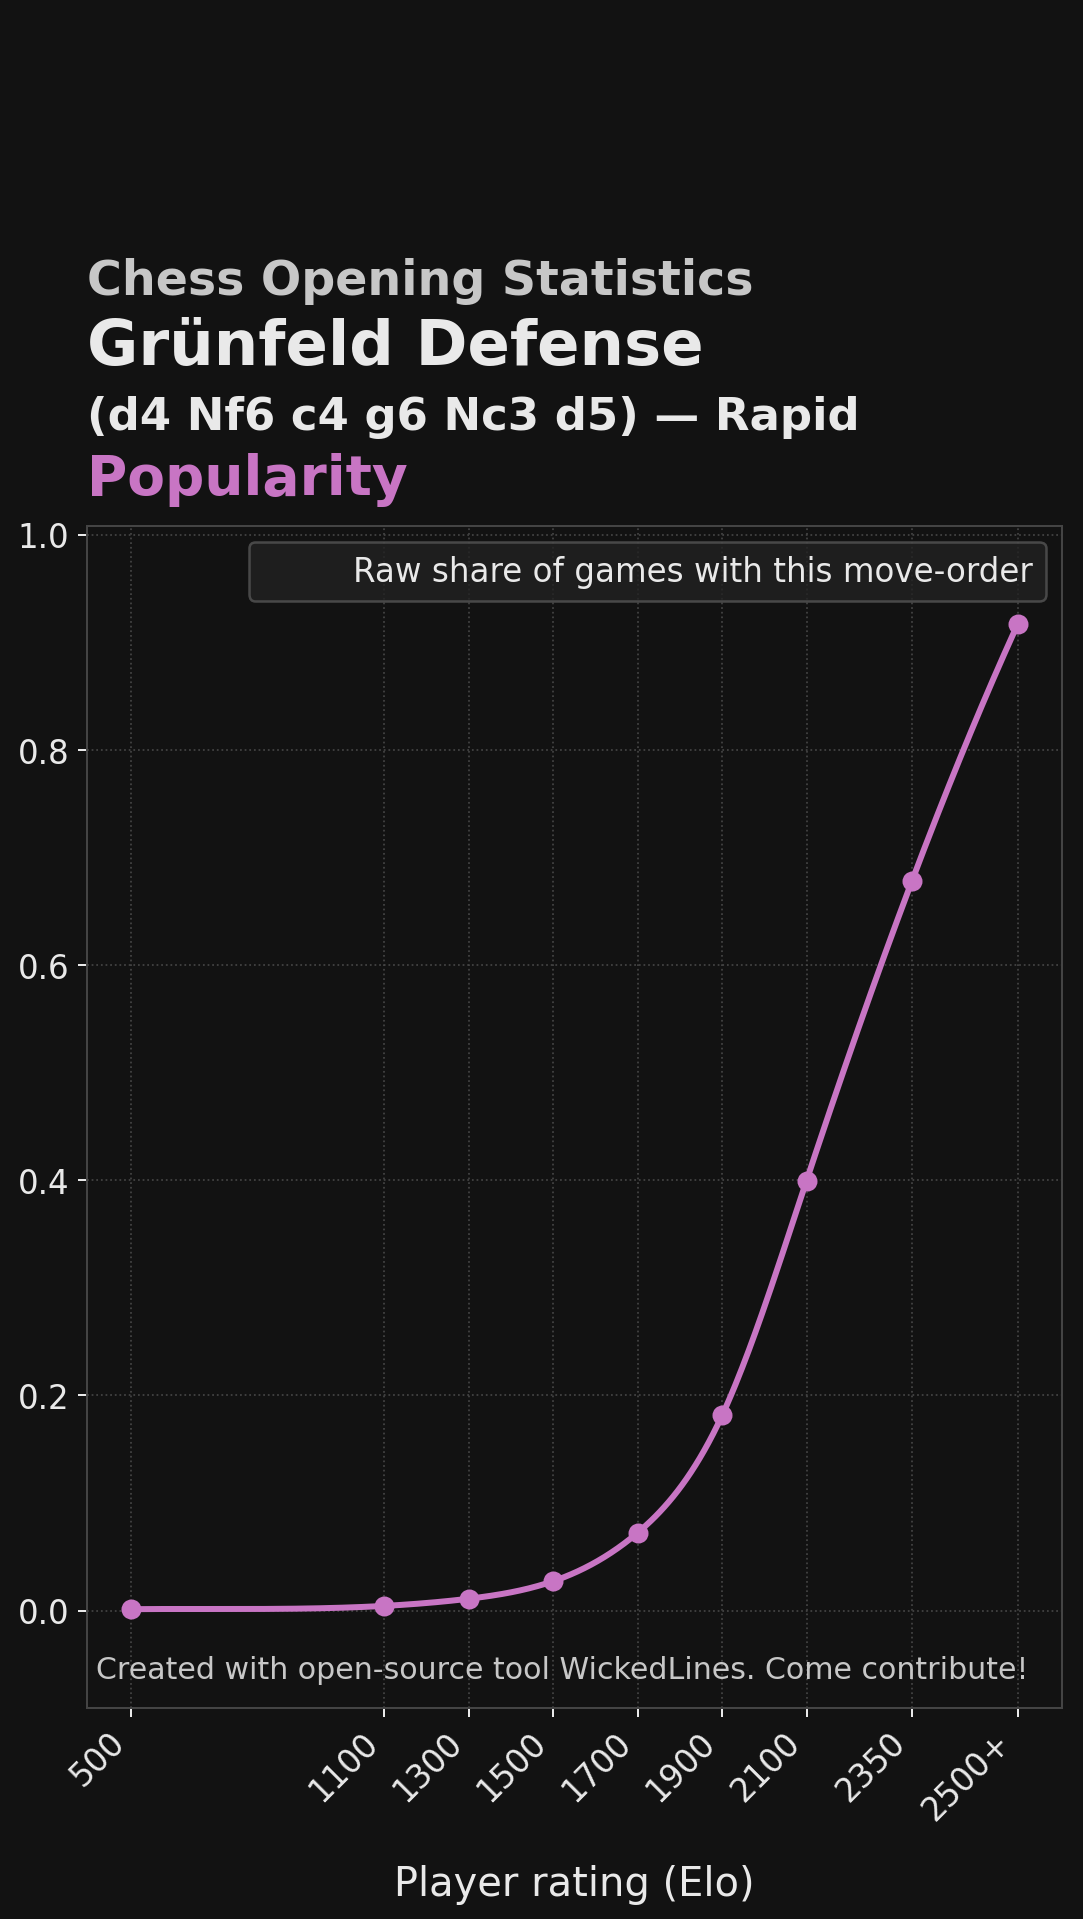 Chess Opening Statistics
Grünfeld Defense
(d4 Nf6 c4 g6 Nc3 d5) — Rapid
Popularity
Raw share of games with this move-order
1.0
0.8
0.6
0.4
0.2
0.0
Created with open-source tool WickedLines. Come contribute!
500
1100
1300
1500
1700
1900
2100
2350
2500+
Player rating (Elo)